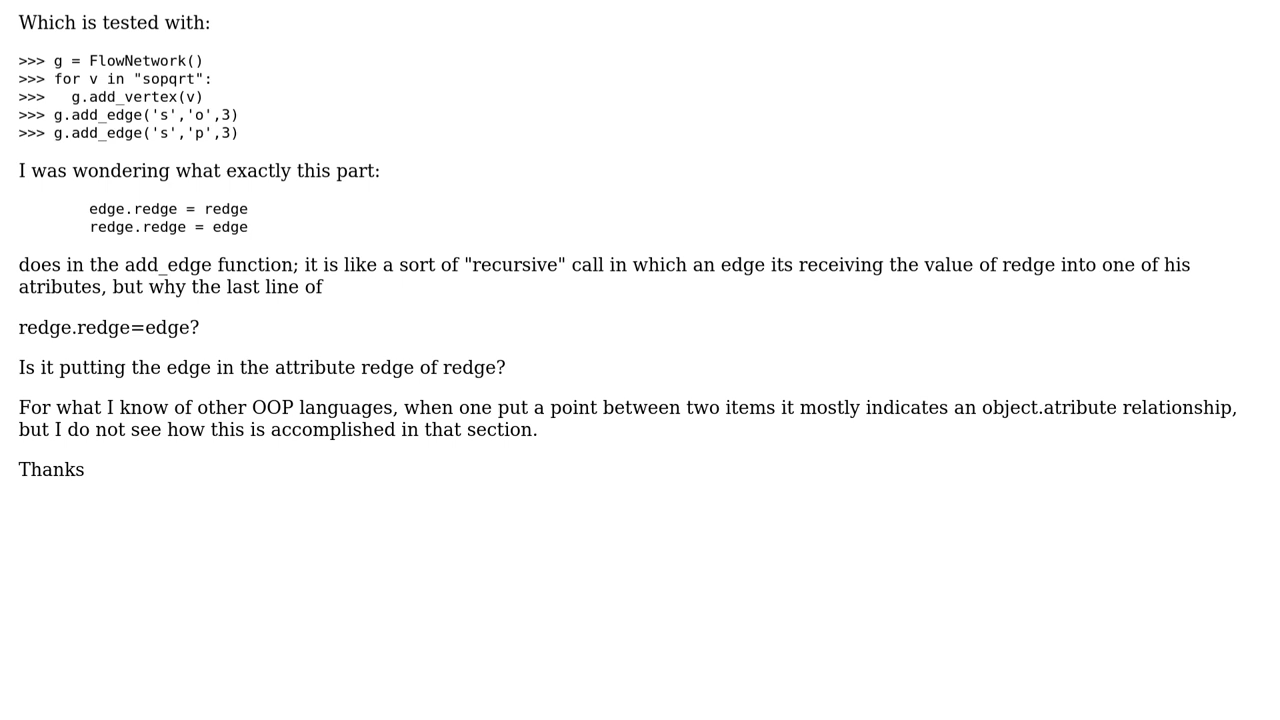 Which is tested with:
>>> g = FlowNetwork()
>>> for v in "sopqrt":
>>>   g.add_vertex(v)
>>> g.add_edge('s','o',3)
>>> g.add_edge('s','p',3)
I was wondering what exactly this part:
edge.redge = redge
redge.redge = edge
does in the add_edge function; it is like a sort of "recursive" call in which an edge its receiving the value of redge into one of his
atributes, but why the last line of
redge.redge=edge?
Is it putting the edge in the attribute redge of redge?
For what I know of other OOP languages, when one put a point between two items it mostly indicates an object.atribute relationship,
but I do not see how this is accomplished in that section.
Thanks